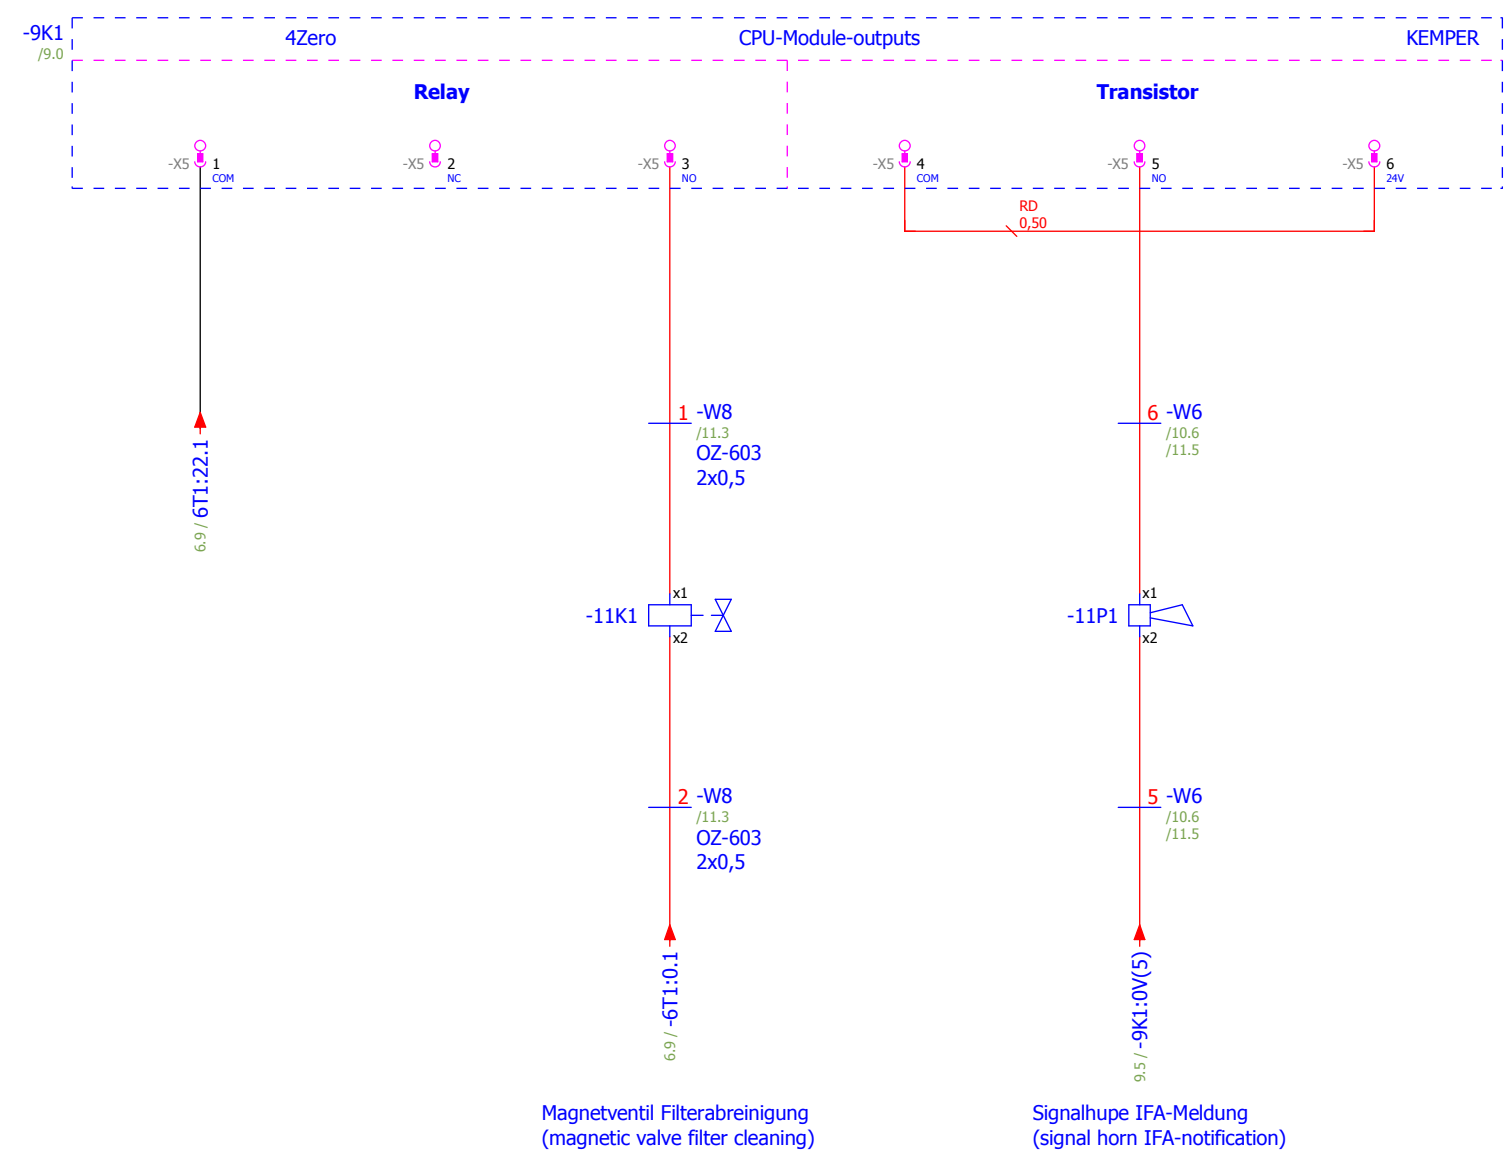 -9K1
/9.0
4Zero
CPU-Module-outputs
KEMPER
Relay
Transistor
-X5 1
COM
-X5 2
NC
-X5 3
NO
-X5 4
COM
-X5 5
NO
-X5 6
24V
RD
0,50
1 -W8
/11.3
OZ-603
2x0,5
6 -W6
/10.6
/11.5
6.9 / 6T1:22.1
x1
-11K1
x2
x1
-11P1
x2
2 -W8
/11.3
OZ-603
2x0,5
5 -W6
/10.6
/11.5
6.9 / -6T1:0.1
9.5 / -9K1:0V(5)
Magnetventil Filterabreinigung
(magnetic valve filter cleaning)
Signalhupe IFA-Meldung
(signal horn IFA-notification)